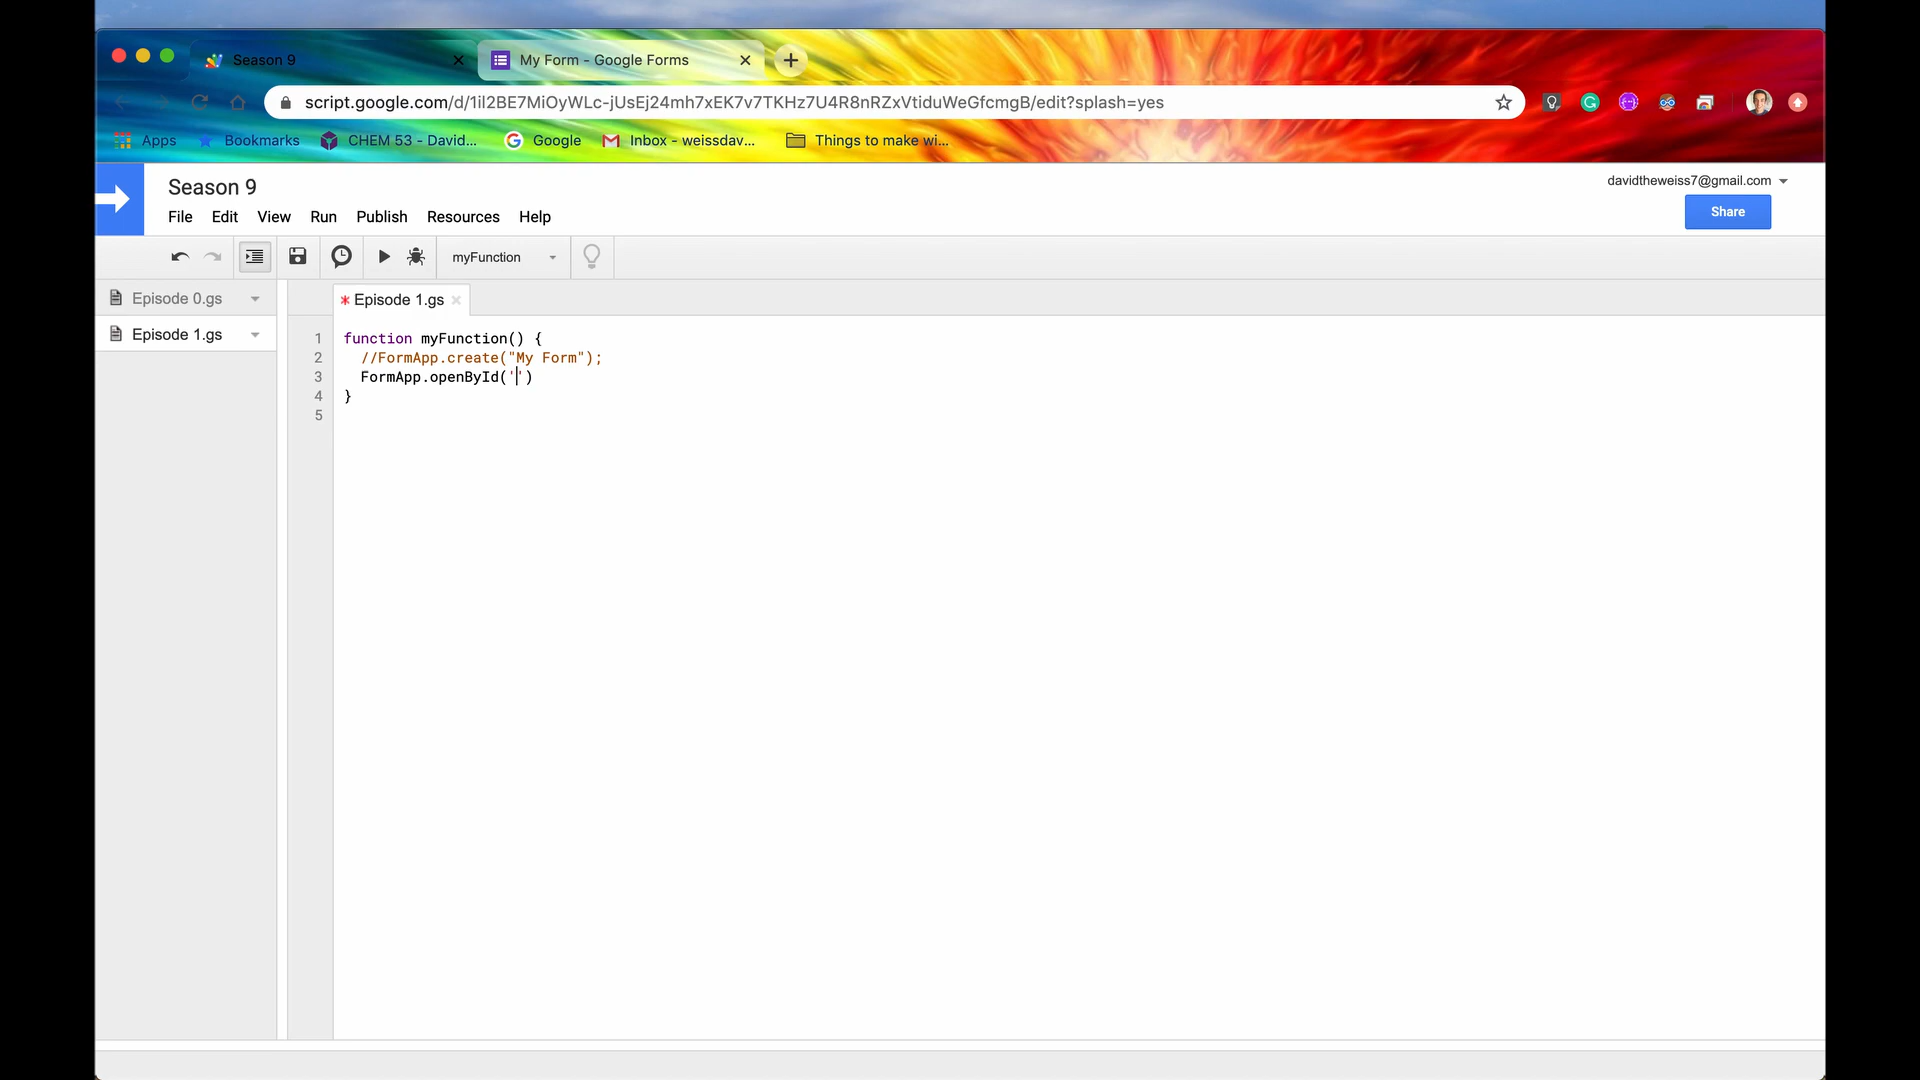 Season 9
My Form - Google Forms
script.google.com/d/1il2BE7MiOyWLc-jUsEj24mh7xEK7v7TKHz7U4R8nRZxVtiduWeGfcmgB/edit?splash=yes
Apps Bookmarks CHEM 53 - David... Google Inbox - weissdav... Things to make wi...
Season 9
davidtheweiss7@gmail.com
File Edit View Run Publish Resources Help
Share
myFunction
Episode 0.gs
Episode 1.gs
* Episode 1.gs
1 function myFunction() {
2 //FormApp.create("My Form");
3 FormApp.openById('')
4 }
5